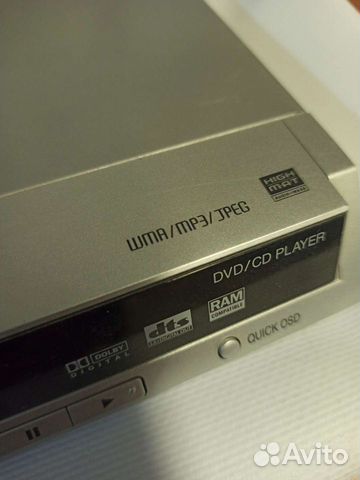 WMA/MP3/JPEG
HIGH
MAT
DVD/CD PLAYER
DOLBY
DIGITAL
dts
RAM
COMPATIBLE
QUICK OSD
Avito